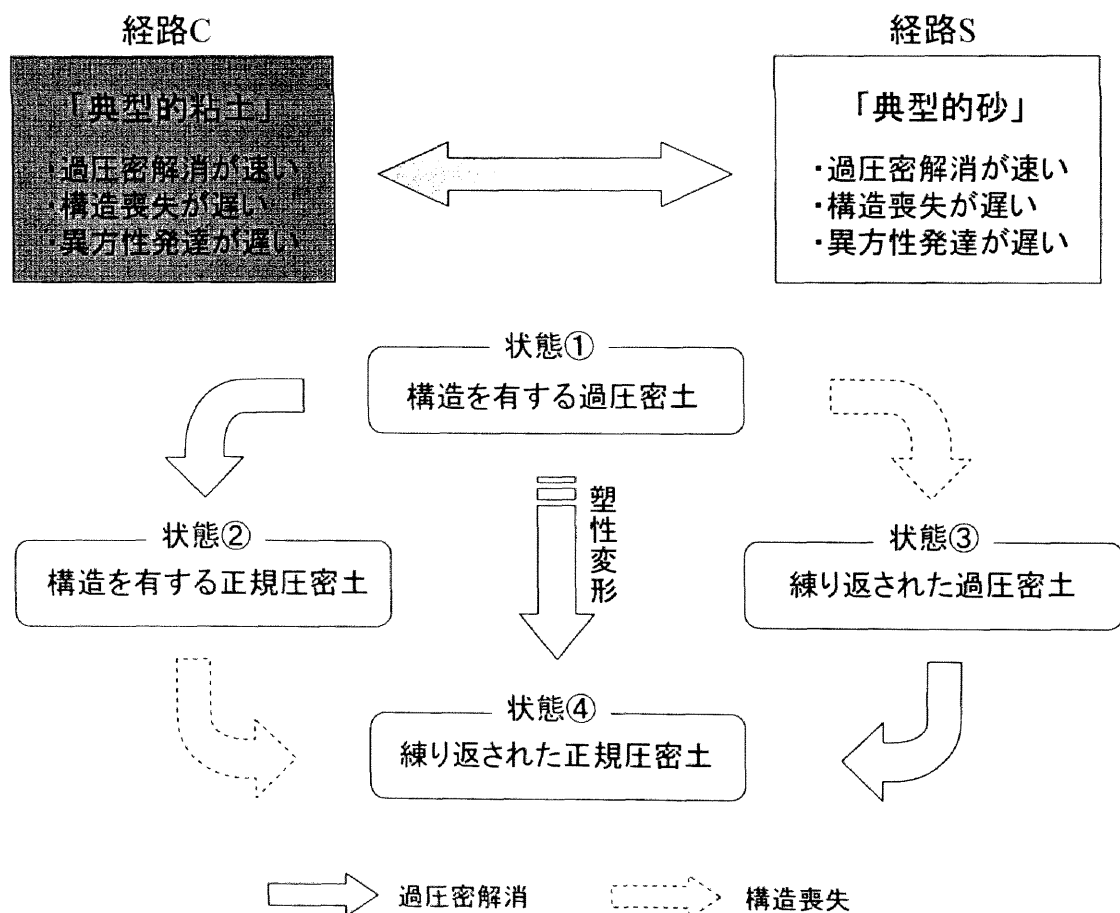 経路C
「典型的粘土」
・過圧密解消が速い
・構造喪失が遅い
・異方性発達が遅い
経路S
「典型的砂」
・過圧密解消が速い
・構造喪失が遅い
・異方性発達が遅い
状態①
構造を有する過圧密土
塑性変形
状態②
構造を有する正規圧密土
状態③
練り返された過圧密土
状態④
練り返された正規圧密土
過圧密解消
構造喪失